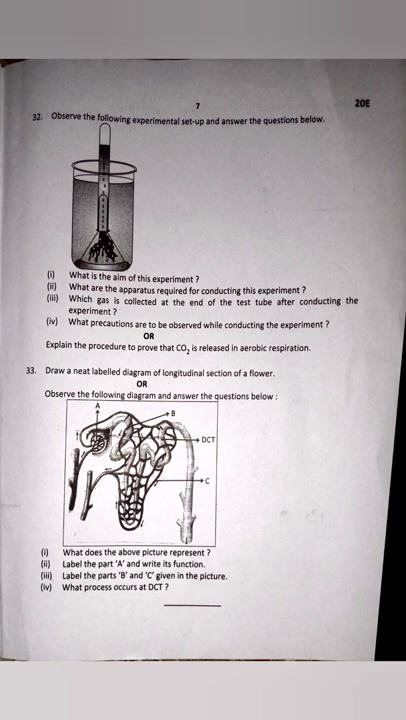 7
20E
32. Observe the following experimental set-up and answer the questions below.
(i) What is the aim of this experiment ?
(ii) What are the apparatus required for conducting this experiment ?
(iii) Which gas is collected at the end of the test tube after conducting the
experiment ?
(iv) What precautions are to be observed while conducting the experiment ?
OR
Explain the procedure to prove that CO₂ is released in aerobic respiration.
33. Draw a neat labelled diagram of longitudinal section of a flower.
OR
Observe the following diagram and answer the questions below :
A
B
DCT
C
(i) What does the above picture represent ?
(ii) Label the part 'A' and write its function.
(iii) Label the parts 'B' and 'C' given in the picture.
(iv) What process occurs at DCT ?